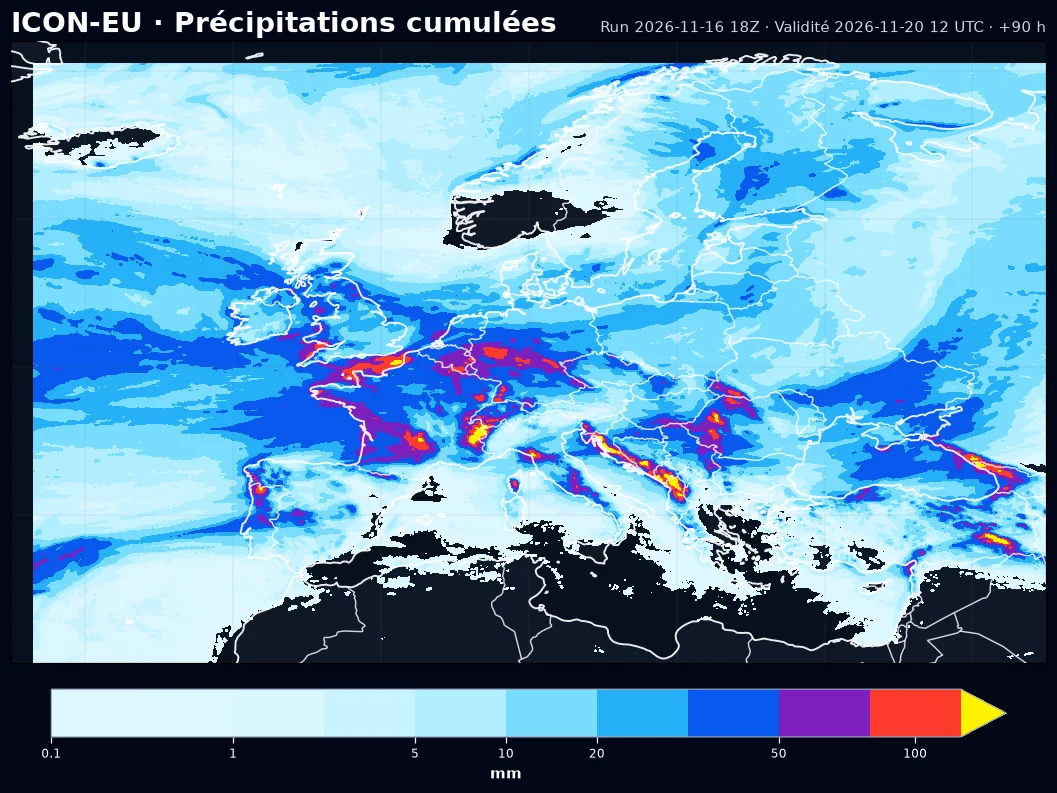 ICON-EU · Précipitations cumulées
Run 2026-11-16 18Z · Validité 2026-11-20 12 UTC · +90 h
0.1 1 5 10 20 50 100
mm